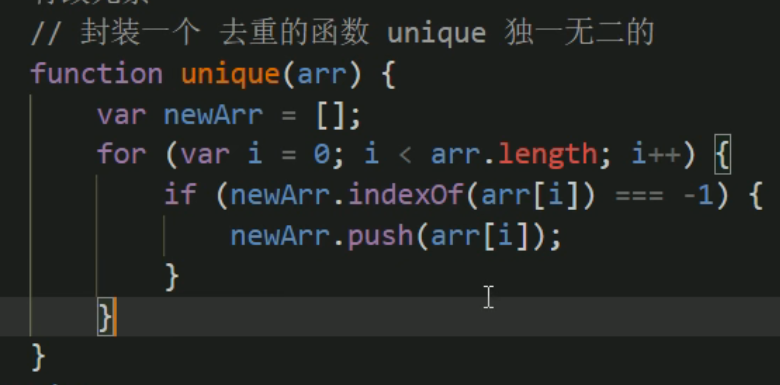 // 封装一个 去重的函数 unique 独一无二的
function unique(arr) {
    var newArr = [];
    for (var i = 0; i < arr.length; i++) {
        if (newArr.indexOf(arr[i]) === -1) {
            newArr.push(arr[i]);
        }
    }
}